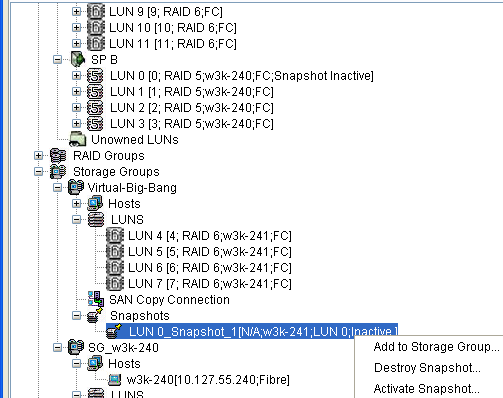 LUN 9 [9; RAID 6;FC]
LUN 10 [10; RAID 6;FC]
LUN 11 [11; RAID 6;FC]
SP B
LUN 0 [0; RAID 5;w3k-240;FC;Snapshot Inactive]
LUN 1 [1; RAID 5;w3k-240;FC]
LUN 2 [2; RAID 5;w3k-240;FC]
LUN 3 [3; RAID 5;w3k-240;FC]
Unowned LUNs
RAID Groups
Storage Groups
Virtual-Big-Bang
Hosts
LUNS
LUN 4 [4; RAID 6;w3k-241;FC]
LUN 5 [5; RAID 6;w3k-241;FC]
LUN 6 [6; RAID 6;w3k-241;FC]
LUN 7 [7; RAID 6;w3k-241;FC]
SAN Copy Connection
Snapshots
LUN 0_Snapshot_1[N/A;w3k-241;LUN 0;Inactive]
SG_w3k-240
Add to Storage Group...
Hosts
Destroy Snapshot...
w3k-240[10.127.55.240;Fibre]
Activate Snapshot...
LUNS